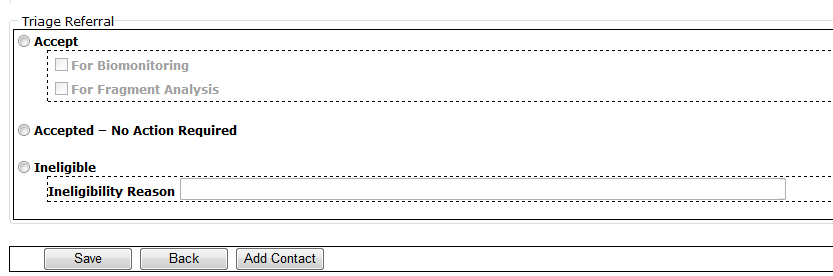 Triage Referral
Accept
For Biomonitoring
For Fragment Analysis
Accepted – No Action Required
Ineligible
Ineligibility Reason
Save Back Add Contact